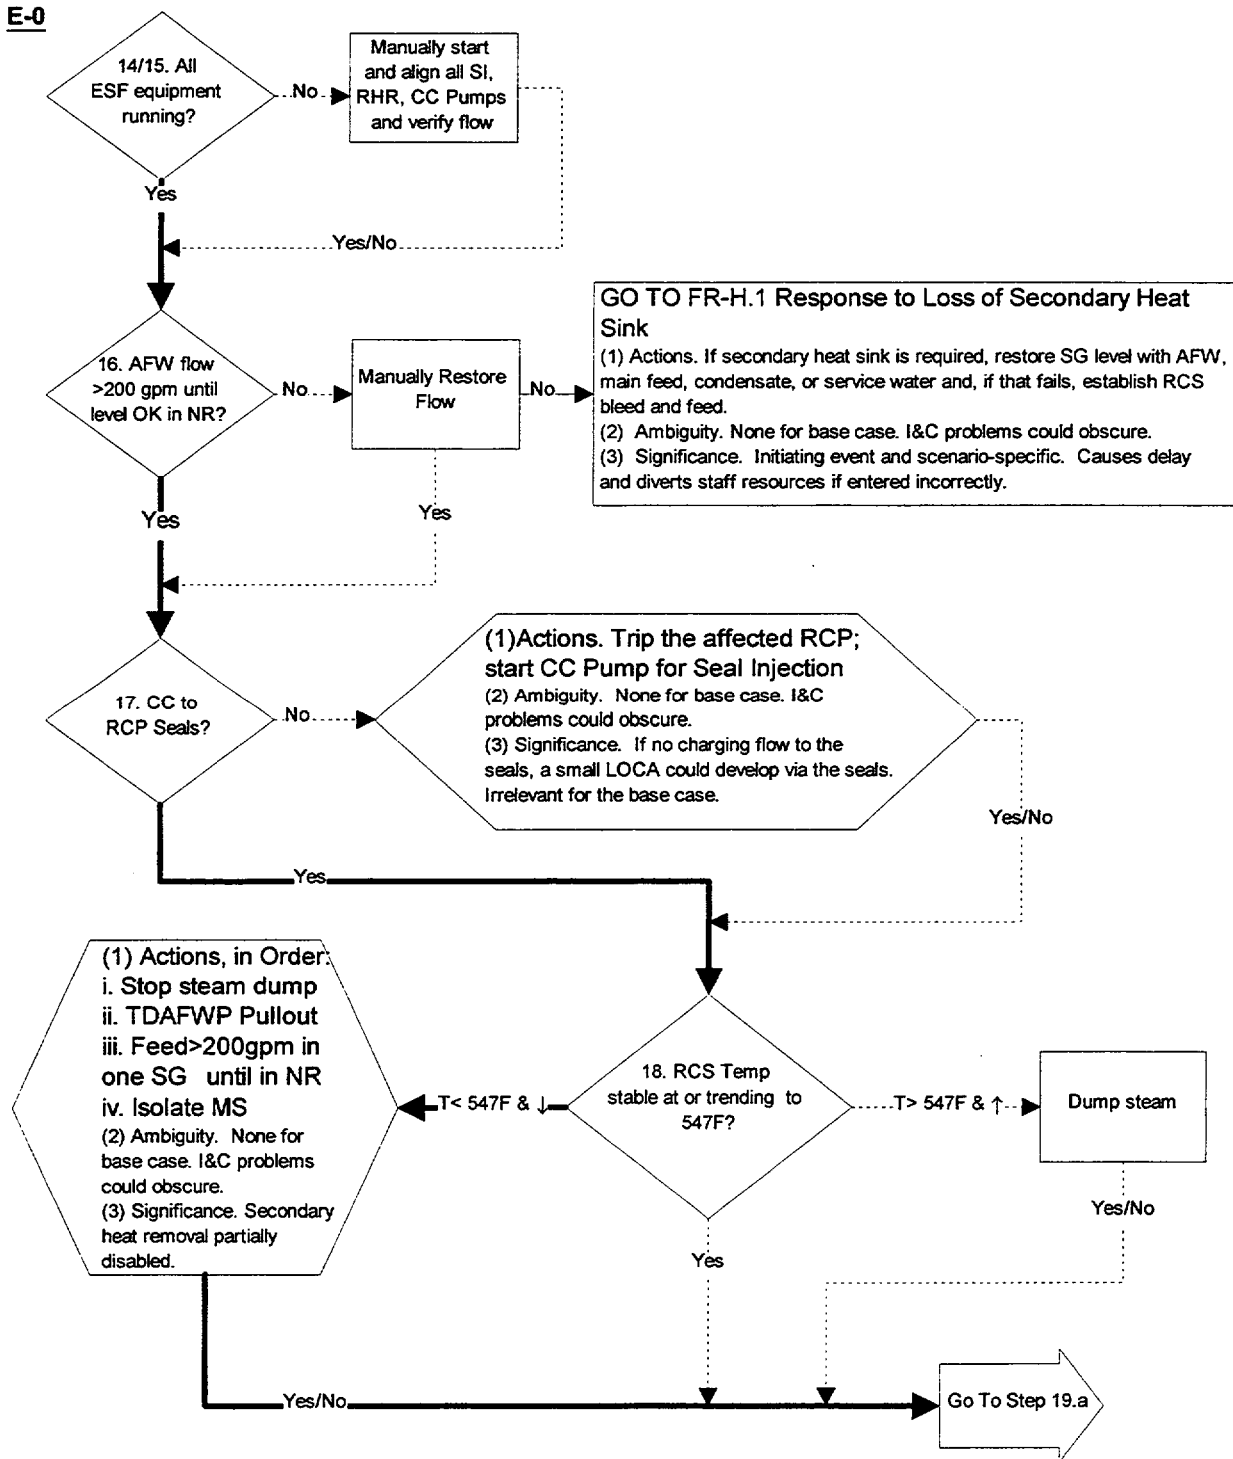 E-0
14/15. All
ESF equipment
running?
No
Manually start
and align all SI,
RHR, CC Pumps
and verify flow
Yes
Yes/No
16. AFW flow
>200 gpm until
level OK in NR?
No
Manually Restore
Flow
No
GO TO FR-H.1 Response to Loss of Secondary Heat
Sink
(1) Actions. If secondary heat sink is required, restore SG level with AFW,
main feed, condensate, or service water and, if that fails, establish RCS
bleed and feed.
(2) Ambiguity. None for base case. I&C problems could obscure.
(3) Significance. Initiating event and scenario-specific. Causes delay
and diverts staff resources if entered incorrectly.
Yes
Yes
17. CC to
RCP Seals?
No
(1)Actions. Trip the affected RCP;
start CC Pump for Seal Injection
(2) Ambiguity. None for base case. I&C
problems could obscure.
(3) Significance. If no charging flow to the
seals, a small LOCA could develop via the seals.
Irrelevant for the base case.
Yes/No
Yes
(1) Actions, in Order:
i. Stop steam dump
ii. TDAFWP Pullout
iii. Feed>200gpm in
one SG until in NR
iv. Isolate MS
(2) Ambiguity. None for
base case. I&C problems
could obscure.
(3) Significance. Secondary
heat removal partially
disabled.
T< 547F & ↓
18. RCS Temp
stable at or trending to
547F?
T> 547F & ↑
Dump steam
Yes
Yes/No
Yes/No
Go To Step 19.a